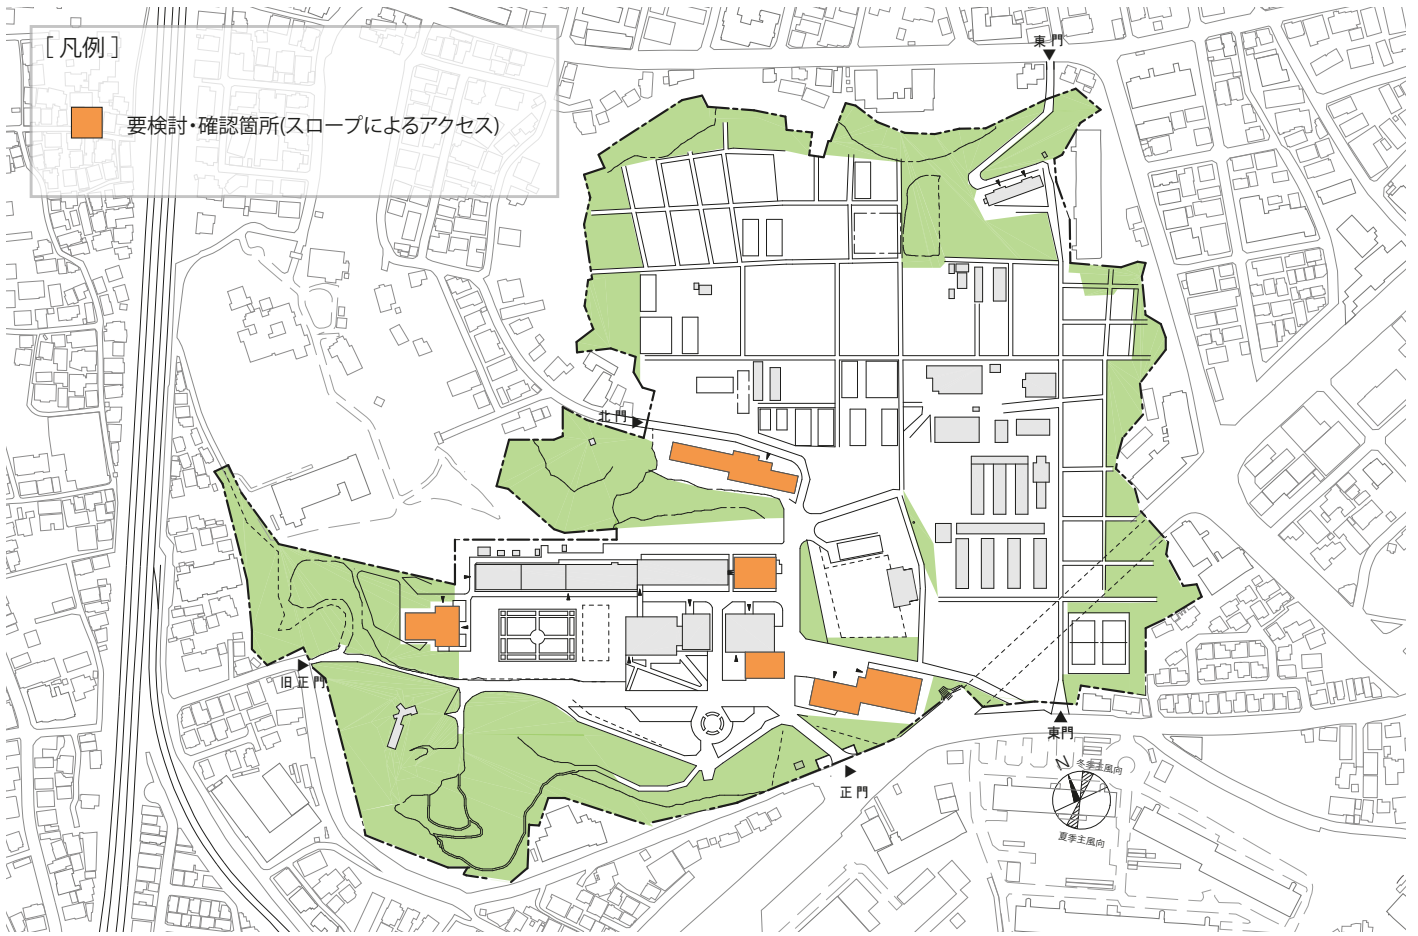 [ 凡例 ]
要検討・確認箇所(スロープによるアクセス)
東 門
北 門
旧 正 門
東 門
N
冬季主風向
正 門
夏季主風向